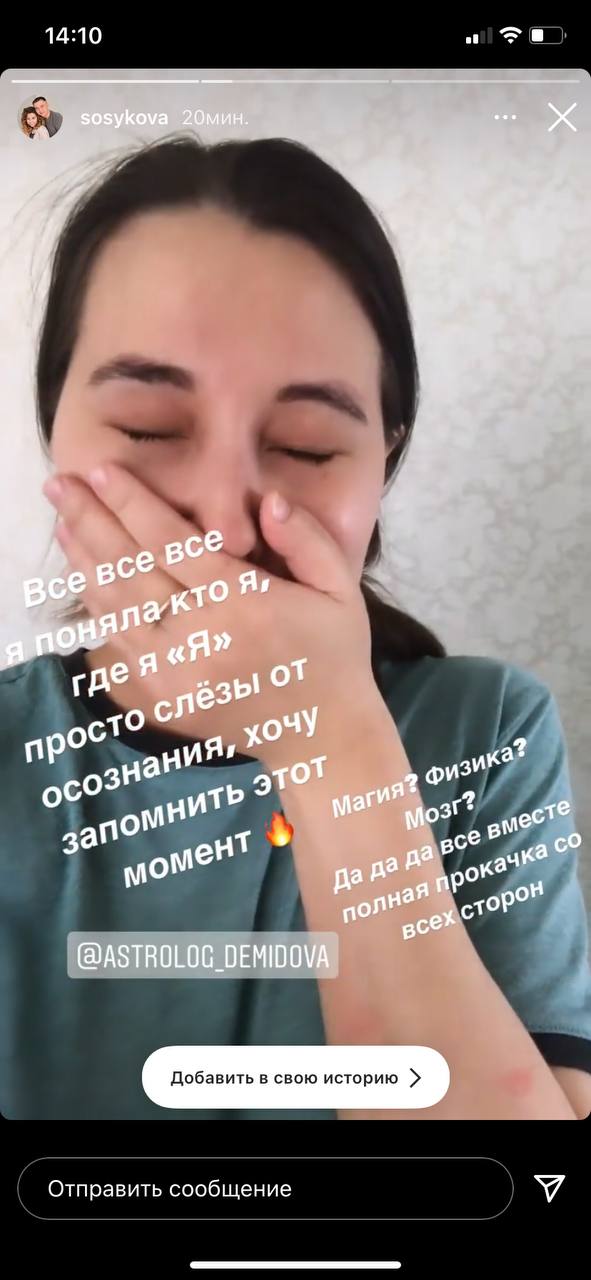 14:10
sosykova 20мин.
Все все все
я поняла кто я,
где я «Я»
просто слёзы от
осознания, хочу
запомнить этот
момент 🔥
Магия? Физика?
Мозг?
Да да да все вместе
полная прокачка со
всех сторон
@ASTROLOG_DEMIDOVA
Добавить в свою историю
Отправить сообщение